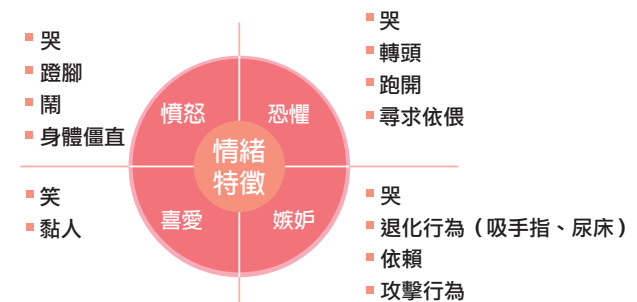 哭
蹬腳
鬧
身體僵直
哭
轉頭
跑開
尋求依偎
憤怒
恐懼
情緒
特徵
喜愛
嫉妒
笑
黏人
哭
退化行為（吸手指、尿床）
依賴
攻擊行為